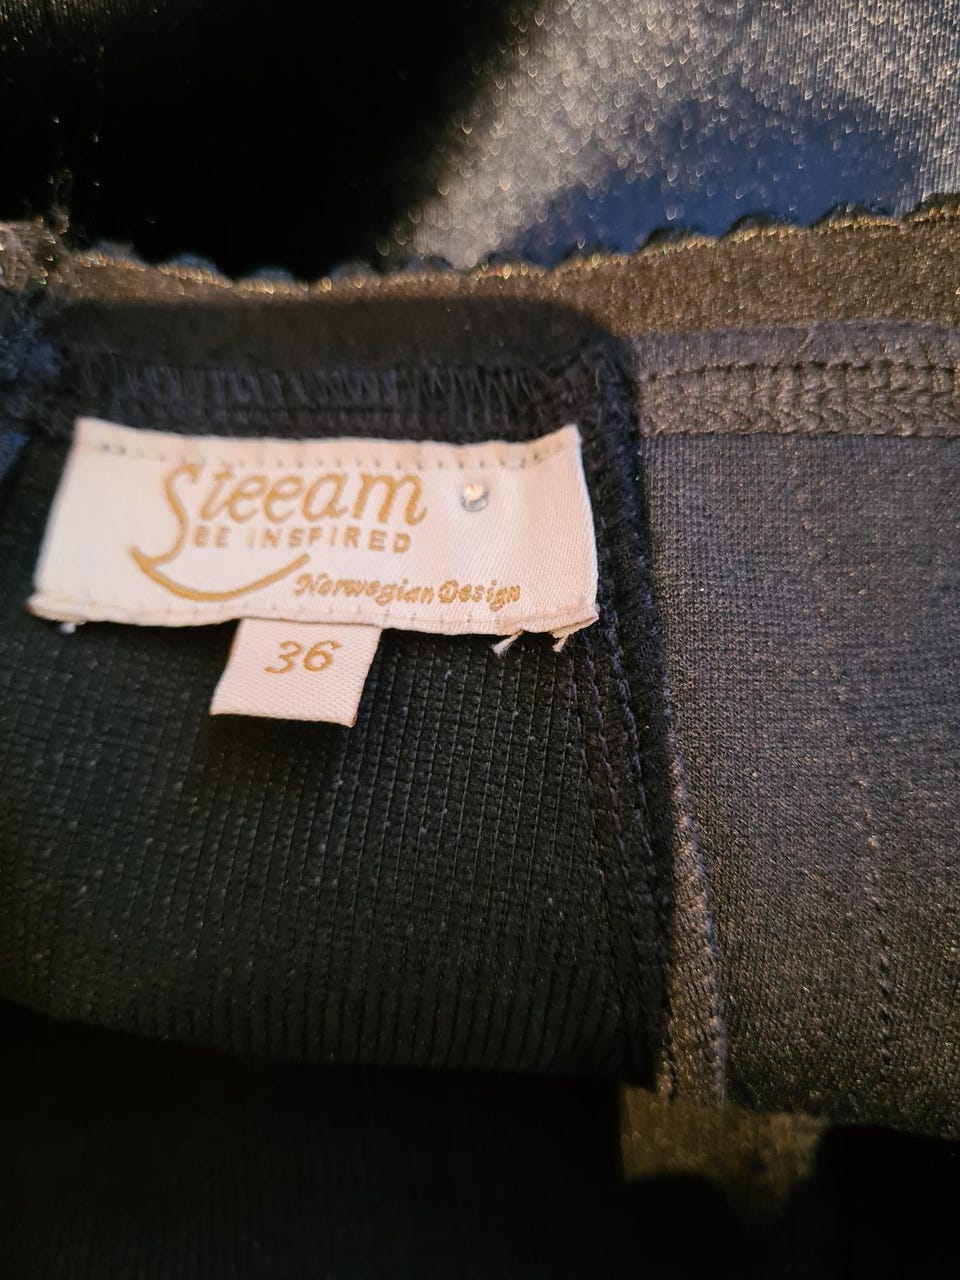 Steeam
BE INSPIRED
Norwegian Design
36